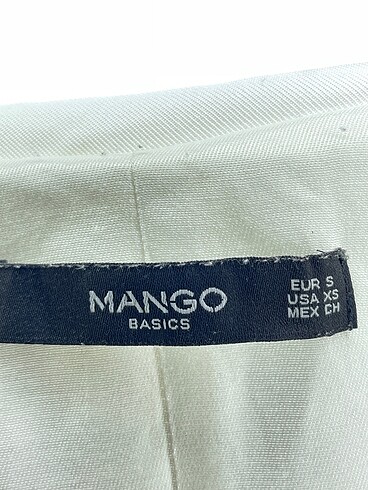 MANGO
BASICS
EUR S
USA XS
MEX CH